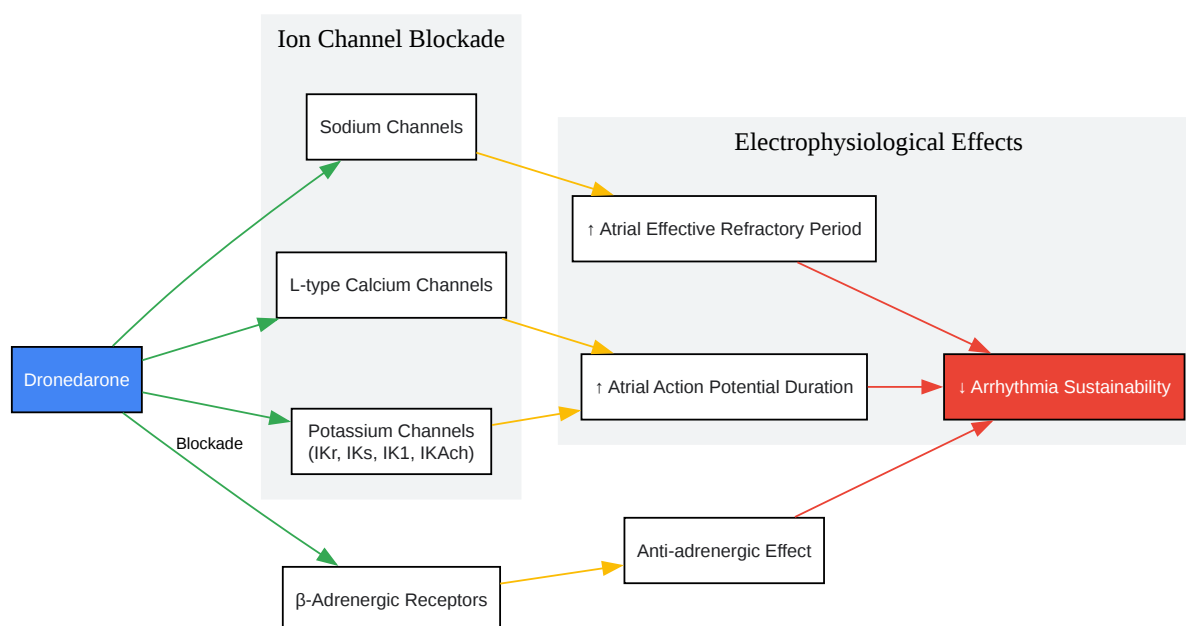 Ion Channel Blockade
Sodium Channels
Electrophysiological Effects
↑ Atrial Effective Refractory Period
L-type Calcium Channels
Dronedarone
↑ Atrial Action Potential Duration
↓ Arrhythmia Sustainability
Potassium Channels
(IKr, IKs, IK1, IKAch)
Blockade
Anti-adrenergic Effect
β-Adrenergic Receptors